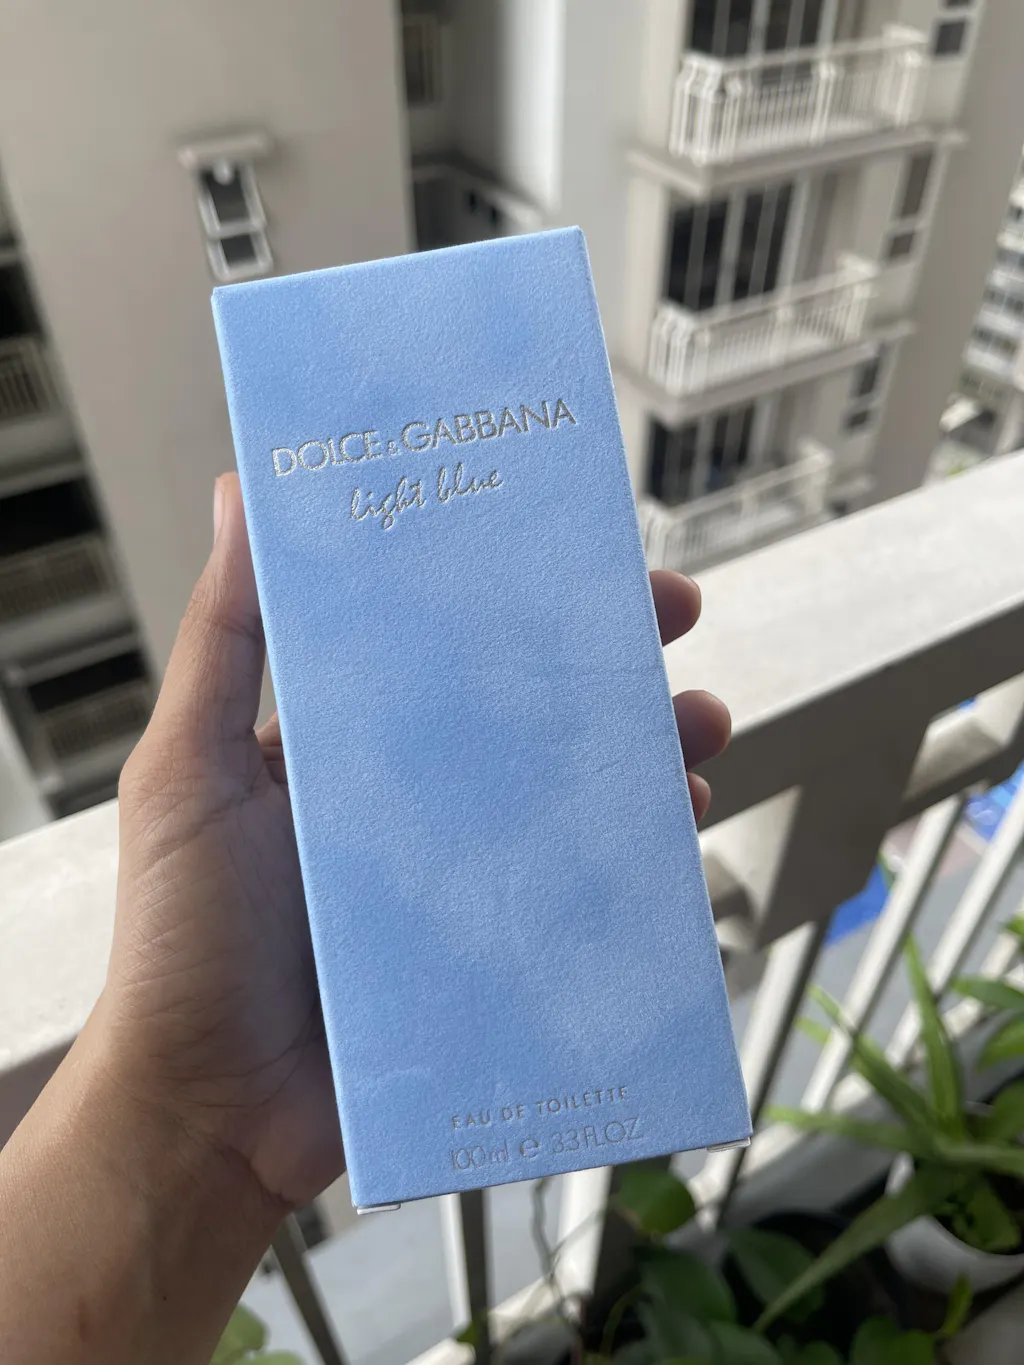 DOLCE & GABBANA
light blue
EAU DE TOILETTE
100ml e 3.3 FL.OZ.